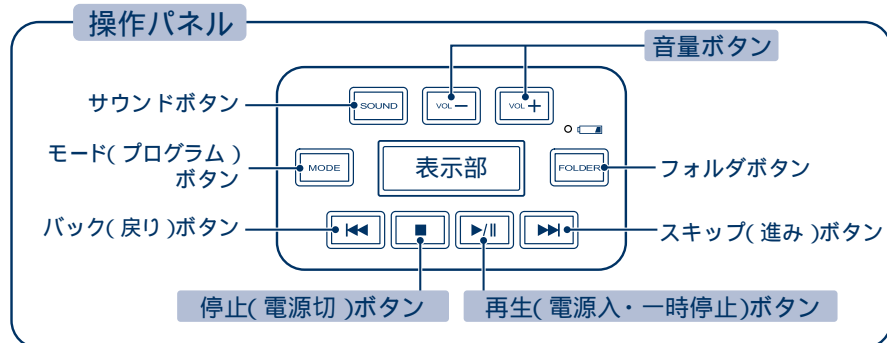 操作パネル
音量ボタン
サウンドボタン
SOUND
VOL －
VOL ＋
モード( プログラム )
ボタン
MODE
表示部
FOLDER
フォルダボタン
バック( 戻り )ボタン
スキップ( 進み )ボタン
停止( 電源切 )ボタン
再生( 電源入・一時停止)ボタン